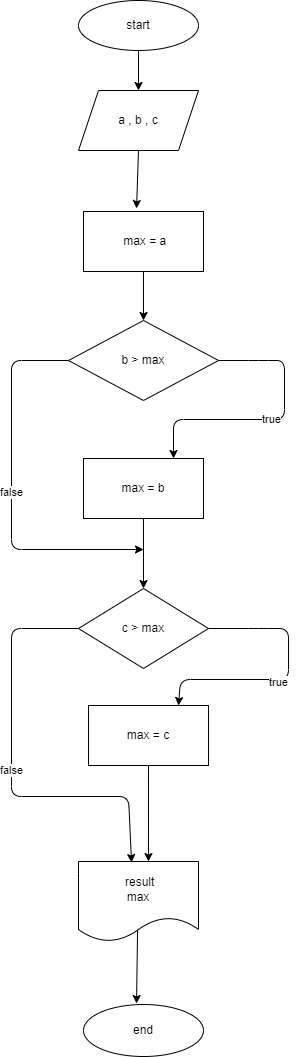 start
a , b , c
max = a
b > max
true
max = b
false
c > max
true
max = c
false
result
max
end